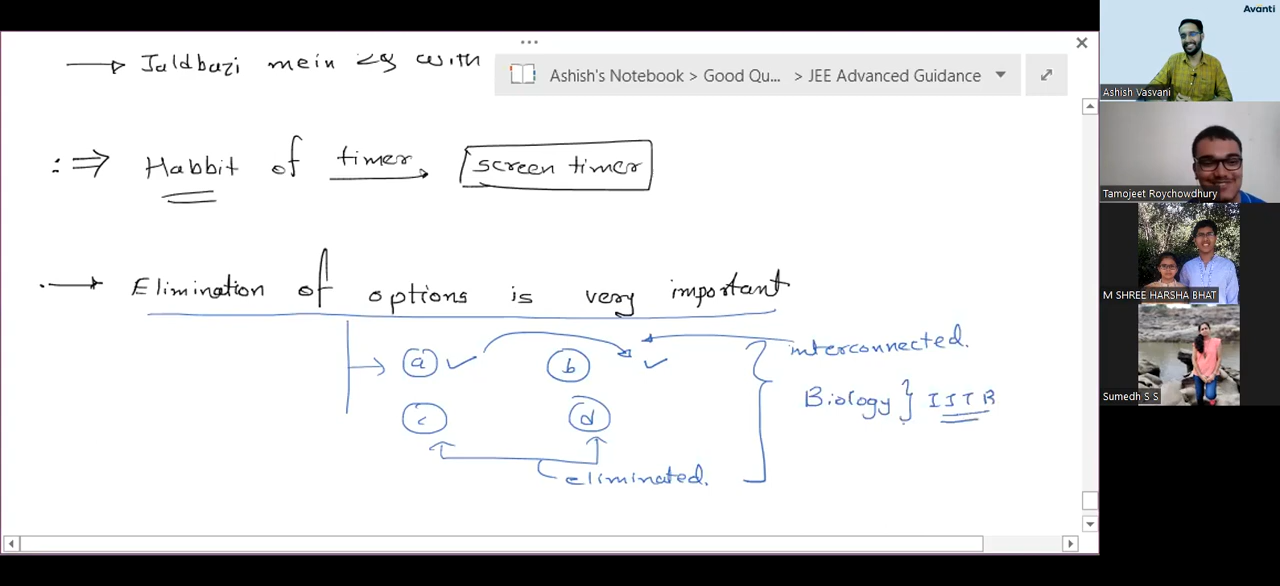 Avanti
→ Jaldbazi mein with
Ashish's Notebook > Good Qu... > JEE Advanced Guidance
Ashish Vasvani
:⇒ Habbit of timer screen timer
Tamojeet Roychowdhury
→ Elimination of options is very important
M SHREE HARSHA BHAT
→ a ✓ b ✓ interconnected.
Biology }
Sumedh S S
c d
eliminated.